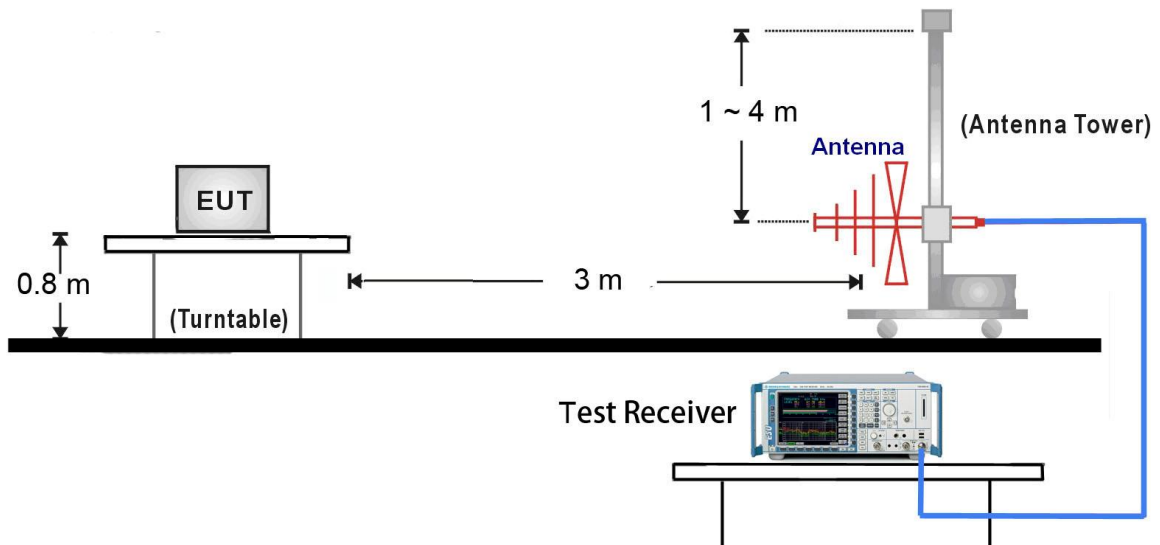 1 ~ 4 m
(Antenna Tower)
Antenna
EUT
0.8 m
3 m
(Turntable)
Test Receiver